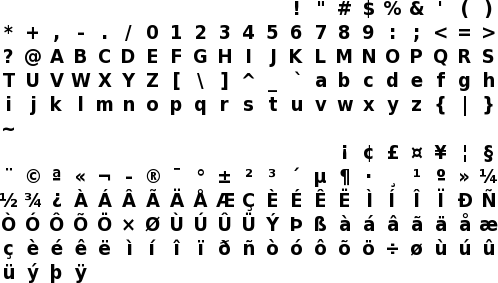 ! " # $ % & ' ( )
* + , - . / 0 1 2 3 4 5 6 7 8 9 : ; < = >
? @ A B C D E F G H I J K L M N O P Q R S
T U V W X Y Z [ \ ] ^ _ ` a b c d e f g h
i j k l m n o p q r s t u v w x y z { | }
~
¡ ¢ £ ¤ ¥ ¦ §
¨ © ª « ¬ - ® ¯ ° ± ² ³ ´ µ ¶ · ¸ ¹ º » ¼
½ ¾ ¿ À Á Â Ã Ä Å Æ Ç È É Ê Ë Ì Í Î Ï Ð Ñ
Ò Ó Ô Õ Ö × Ø Ù Ú Û Ü Ý Þ ß à á â ã ä å æ
ç è é ê ë ì í î ï ð ñ ò ó ô õ ö ÷ ø ù ú û
ü ý þ ÿ